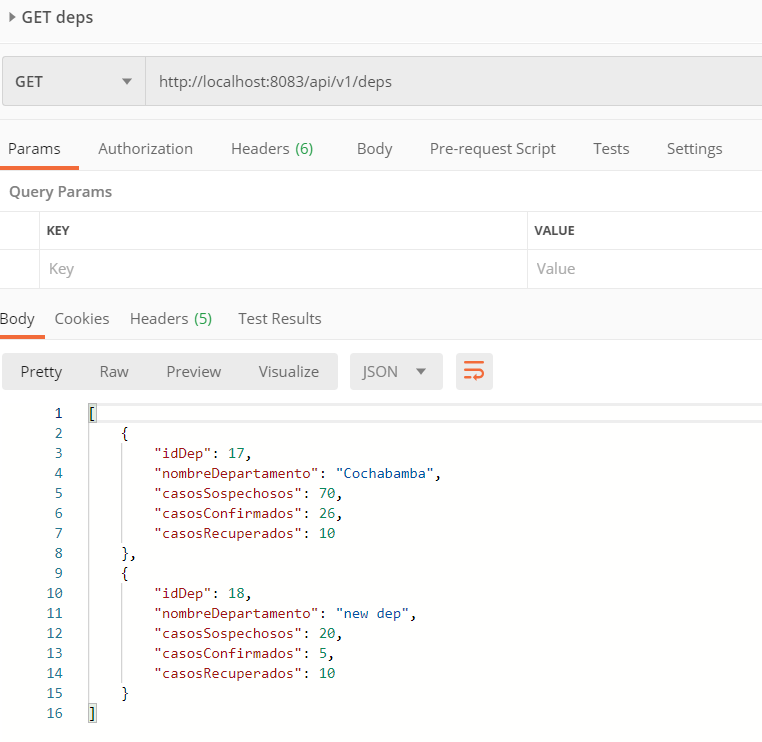 GET deps
GET http://localhost:8083/api/v1/deps
Params Authorization Headers (6) Body Pre-request Script Tests Settings
Query Params
KEY VALUE
Key Value
Body Cookies Headers (5) Test Results
Pretty Raw Preview Visualize JSON
1 [
2 {
3 "idDep": 17,
4 "nombreDepartamento": "Cochabamba",
5 "casosSospechosos": 70,
6 "casosConfirmados": 26,
7 "casosRecuperados": 10
8 },
9 {
10 "idDep": 18,
11 "nombreDepartamento": "new dep",
12 "casosSospechosos": 20,
13 "casosConfirmados": 5,
14 "casosRecuperados": 10
15 }
16 ]